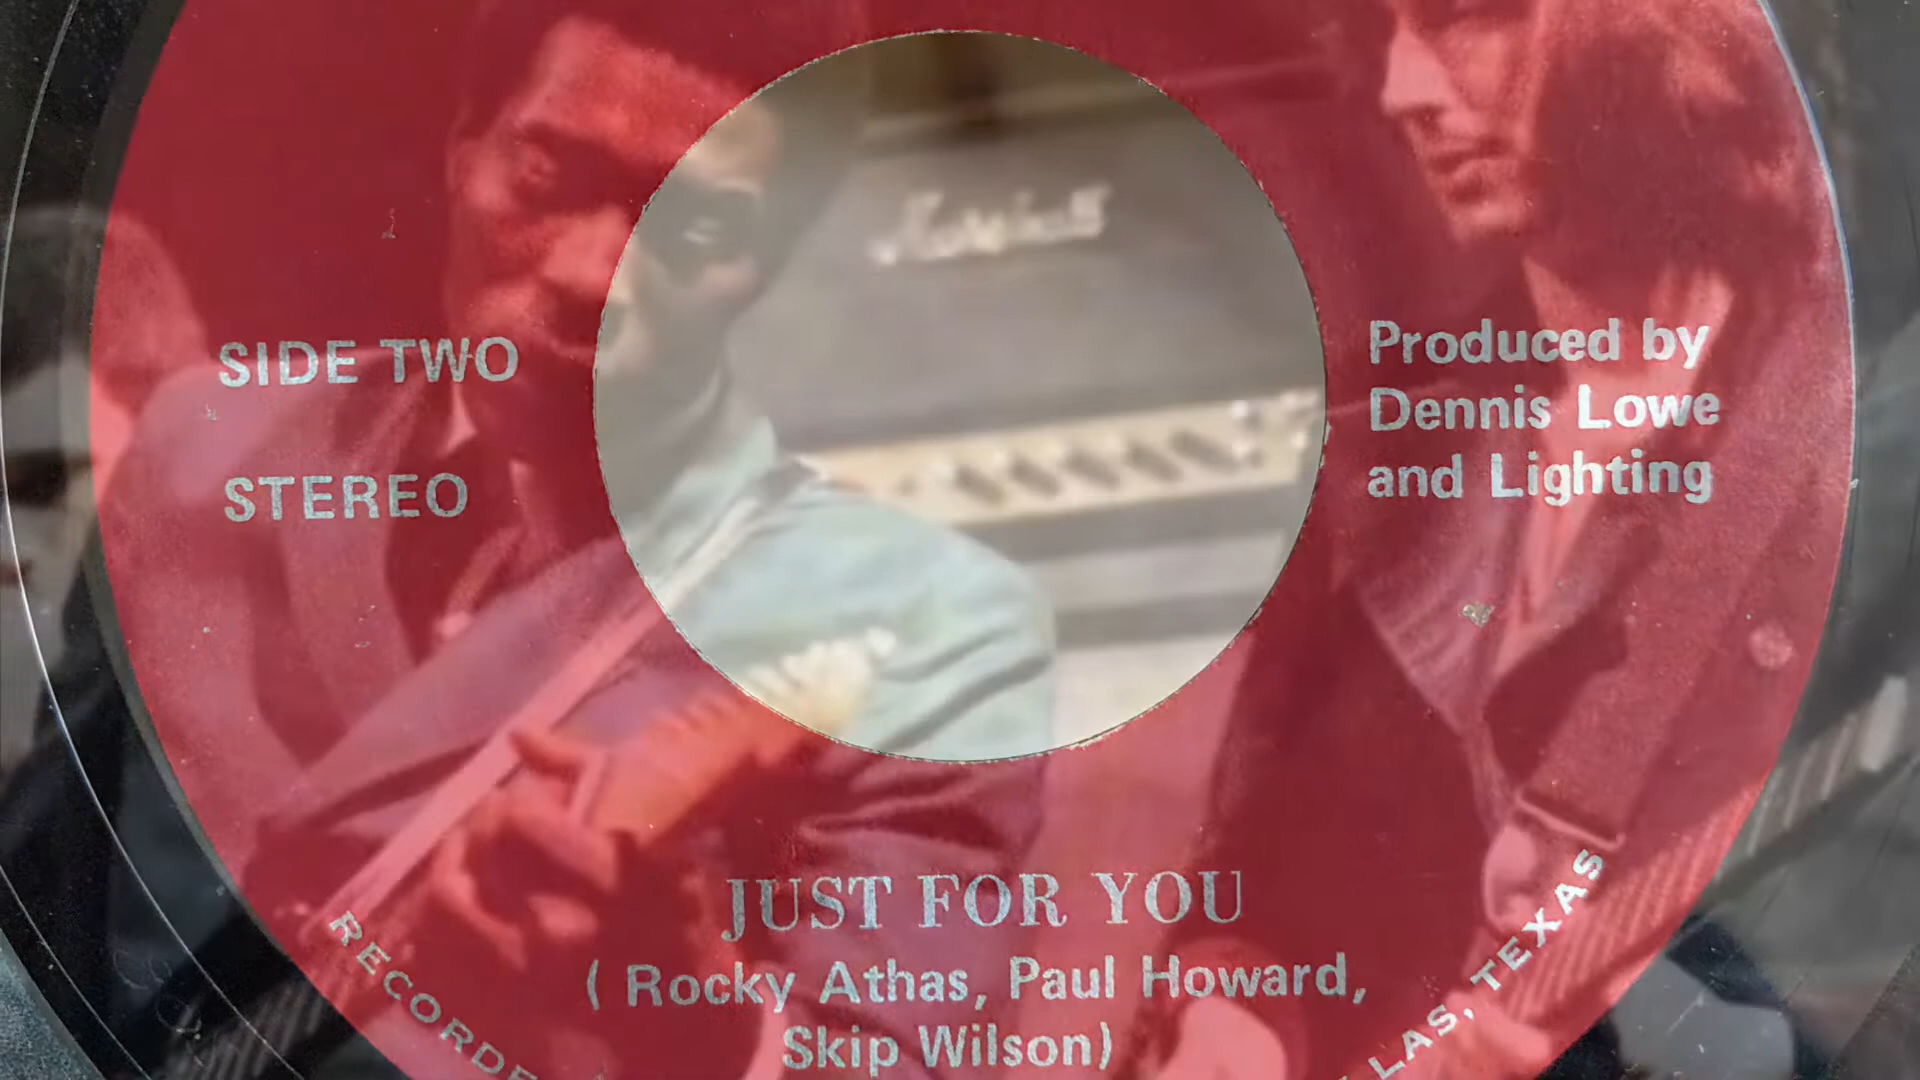 Marshall
SIDE TWO
STEREO
Produced by
Dennis Lowe
and Lighting
JUST FOR YOU
( Rocky Athas, Paul Howard,
Skip Wilson)
RECORDE
LAS, TEXAS